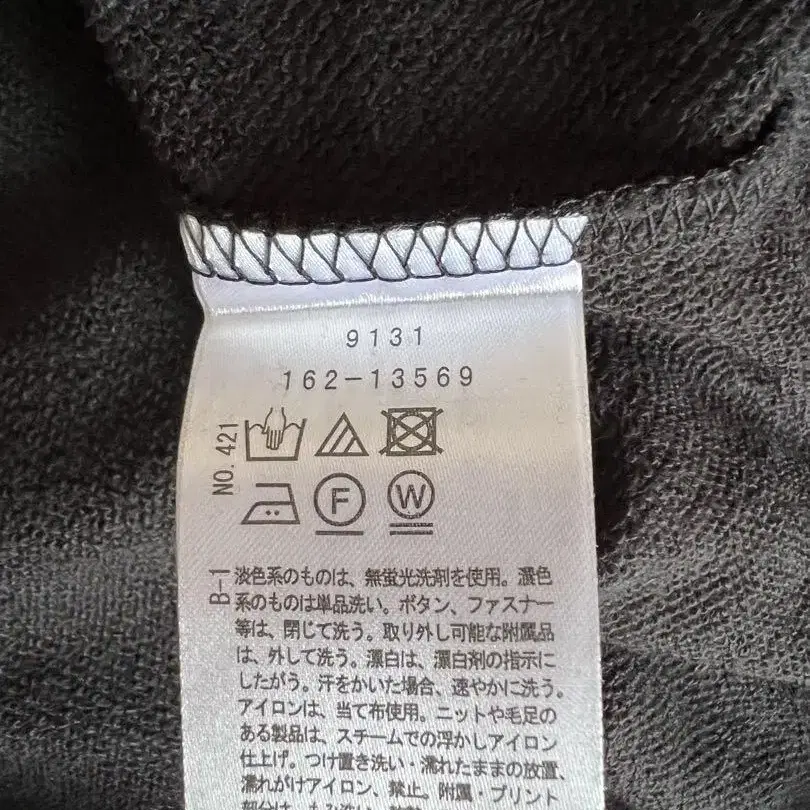 9131
162-13569
NO. 421
F
W
B-1
淡色系のものは、無蛍光洗剤を使用。濃色
系のものは単品洗い。ボタン、ファスナー
等は、閉じて洗う。取り外し可能な附属品
は、外して洗う。漂白は、漂白剤の指示に
したがう。汗をかいた場合、速やかに洗う。
アイロンは、当て布使用。ニットや毛足の
ある製品は、スチームでの浮かしアイロン
仕上げ。つけ置き洗い・濡れたままの放置、
濡れがけアイロン、禁止。附属・プリント
部分は、もみ洗い